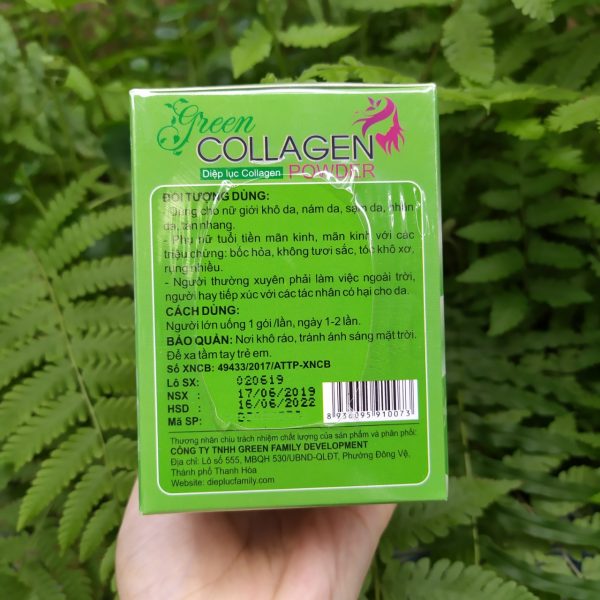 Green
COLLAGEN
Diệp lục Collagen POWDER
ĐỐI TƯỢNG DÙNG:
- Dùng cho nữ giới khô da, nám da, sạm da, nhăn
da, tàn nhang.
- Phụ nữ tuổi tiền mãn kinh, mãn kinh với các
triệu chứng: bốc hỏa, không tươi sắc, tóc khô xơ,
rụng nhiều.
- Người thường xuyên phải làm việc ngoài trời,
người hay tiếp xúc với các tác nhân có hại cho da.
CÁCH DÙNG:
Người lớn uống 1 gói /lần, ngày 1-2 lần.
BẢO QUẢN: Nơi khô ráo, tránh ánh sáng mặt trời.
Để xa tầm tay trẻ em.
Số XNCB: 49433/2017/ATTP-XNCB
Lô SX: 020619
NSX : 17/06/2019
HSD : 16/06/2022
Mã SP:
8 936095 910073
Thương nhân chịu trách nhiệm chất lượng của sản phẩm và phân phối:
CÔNG TY TNHH GREEN FAMILY DEVELOPMENT
Địa chỉ: Lô số 555, MBQH 530/UBND-QLĐT, Phường Đông Vệ,
Thành phố Thanh Hóa
Website: dieplucfamily.com